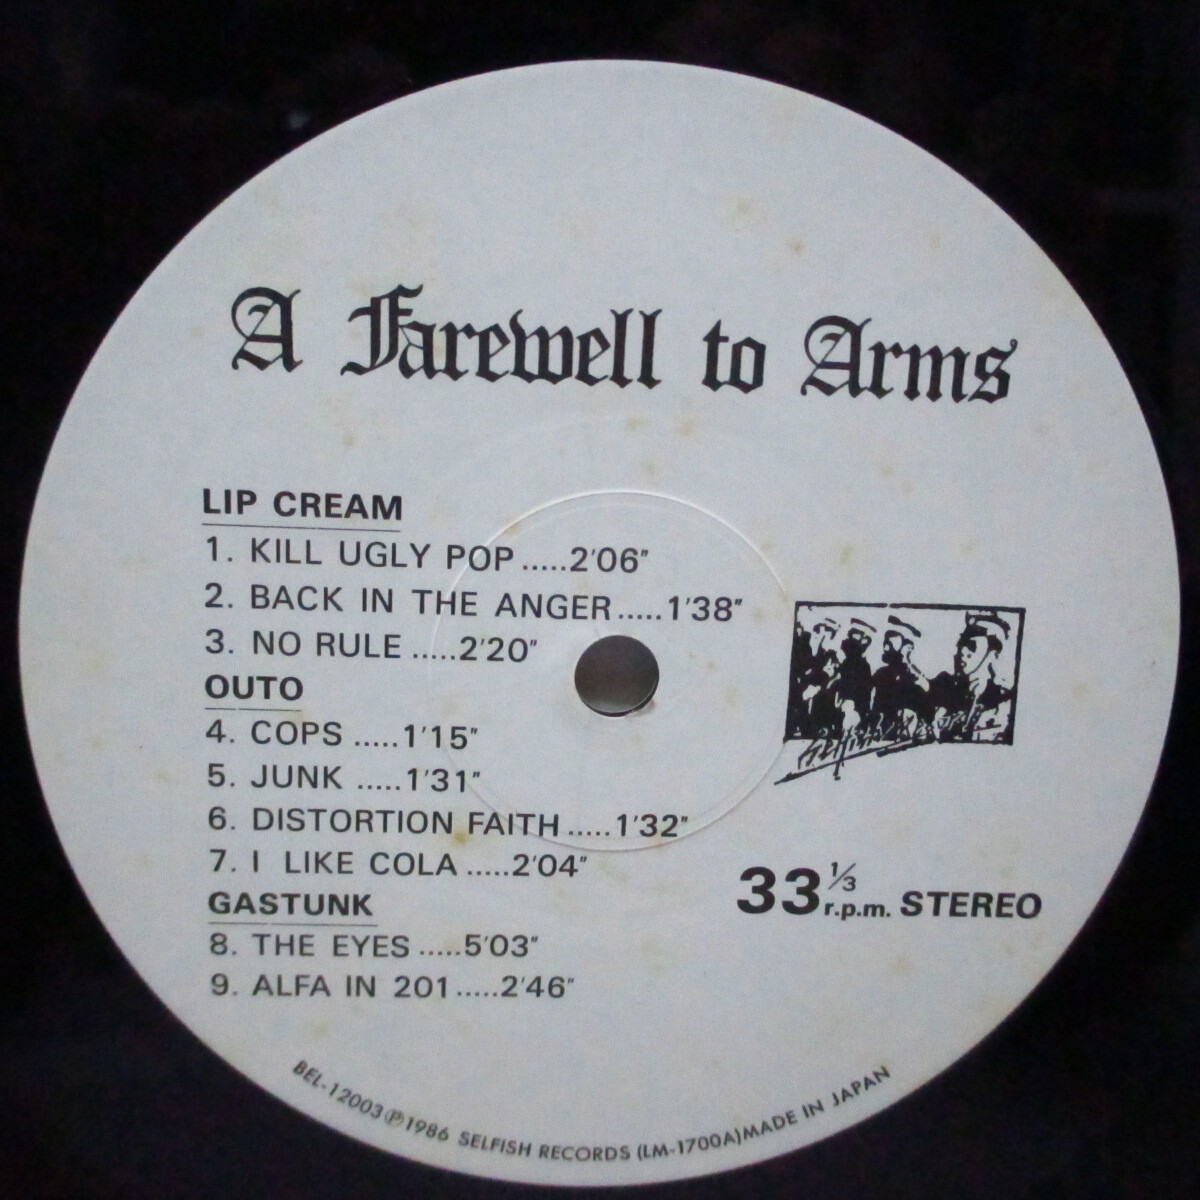 A Farewell to Arms
LIP CREAM
1. KILL UGLY POP.....2'06"
2. BACK IN THE ANGER.....1'38"
3. NO RULE.....2'20"
OUTO
4. COPS.....1'15"
5. JUNK.....1'31"
6. DISTORTION FAITH.....1'32"
7. I LIKE COLA.....2'04"
GASTUNK
8. THE EYES.....5'03"
9. ALFA IN 201.....2'46"
33 1/3 r.p.m. STEREO
BEL-12003 ℗1986 SELFISH RECORDS (LM-1700A) MADE IN JAPAN